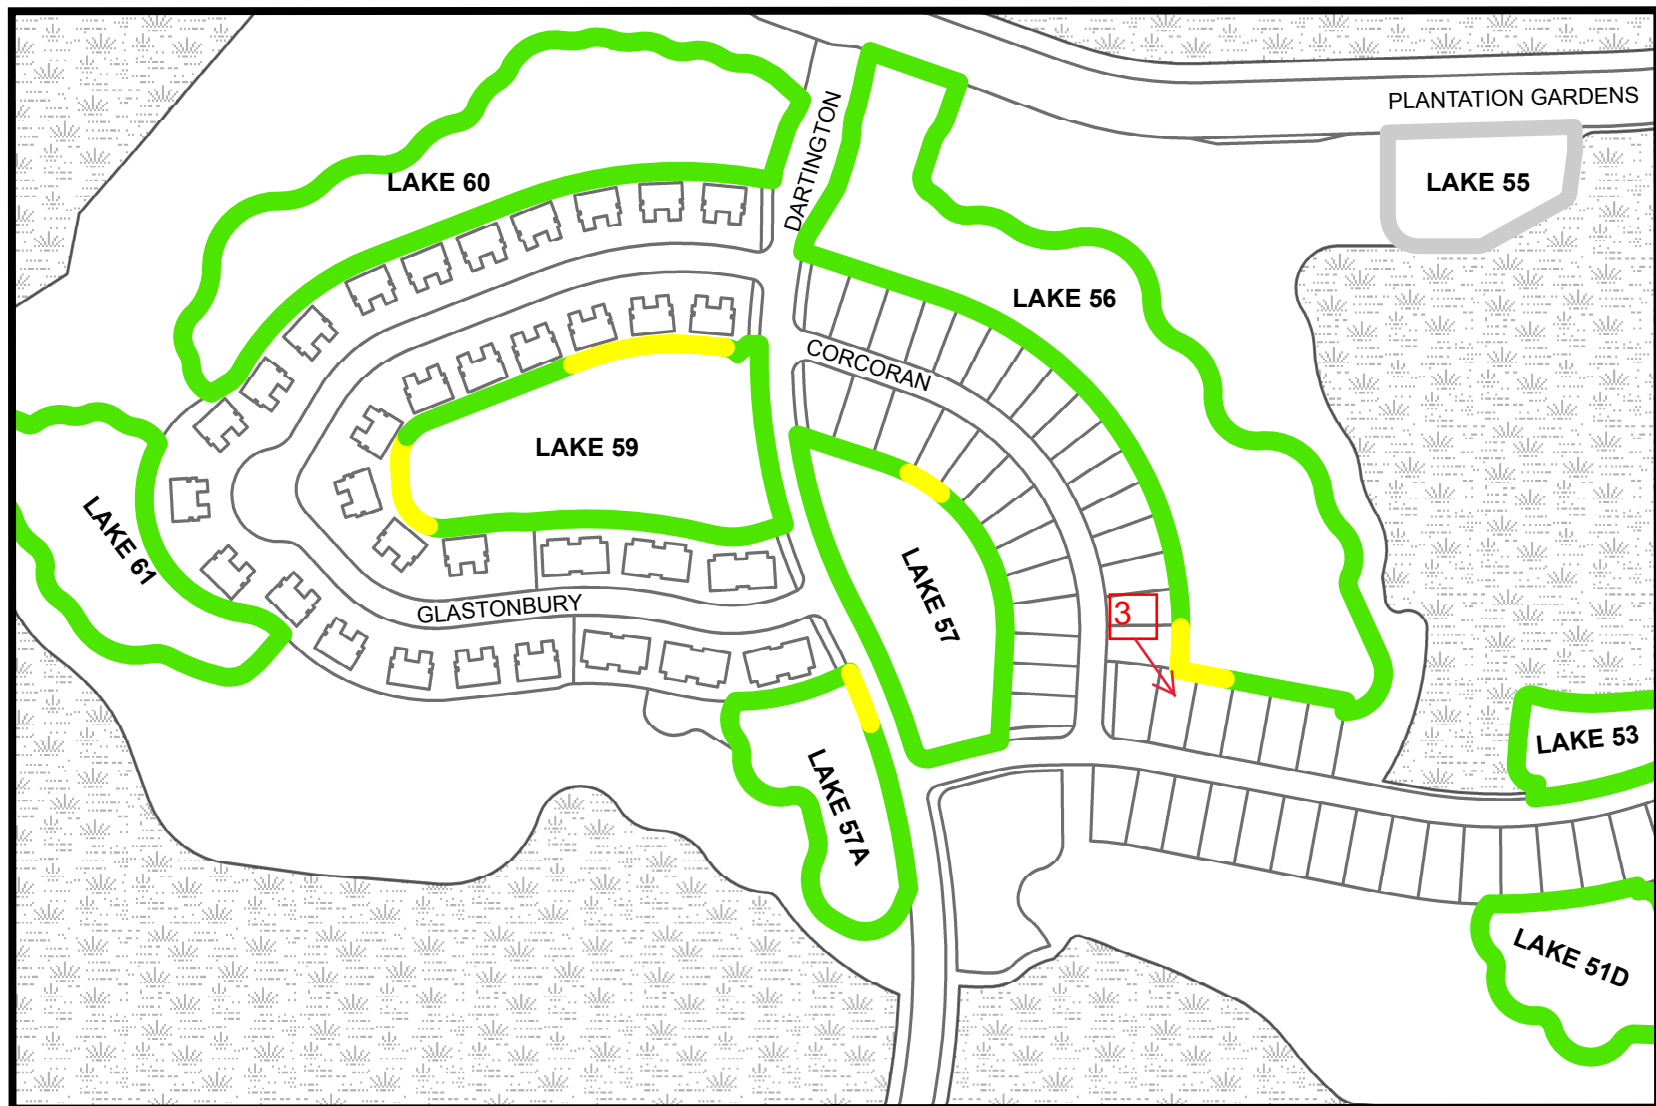 PLANTATION GARDENS
DARTINGTON
LAKE 60
LAKE 55
LAKE 56
CORCORAN
LAKE 59
LAKE 61
LAKE 57
GLASTONBURY
3
LAKE 53
LAKE 57A
LAKE 51D